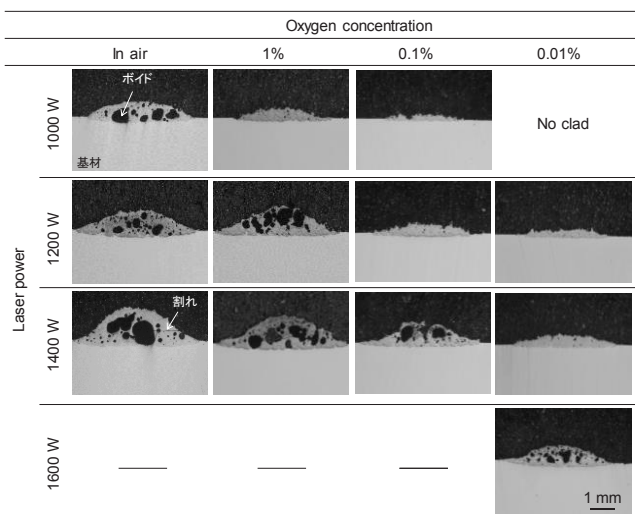 Oxygen concentration
In air
1%
0.1%
0.01%
Laser power
1000 W
ボイド
基材
No clad
1200 W
1400 W
割れ
1600 W
1 mm